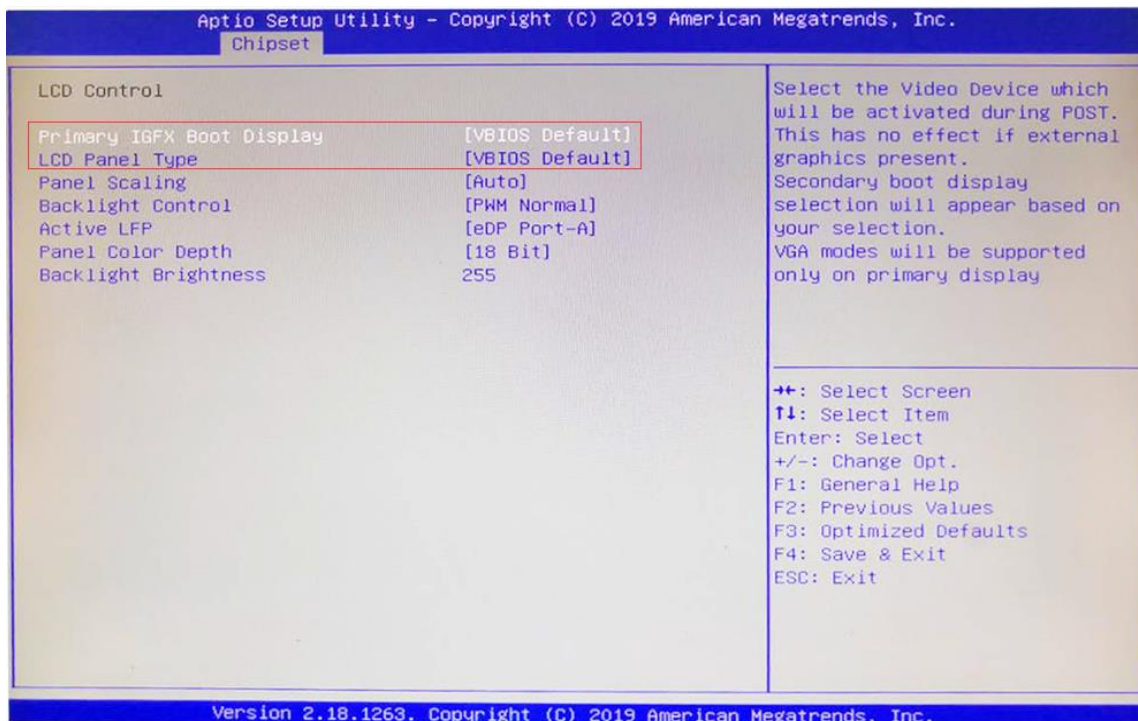 Aptio Setup Utility – Copyright (C) 2019 American Megatrends, Inc.
Chipset
LCD Control
Primary IGFX Boot Display [VBIOS Default]
LCD Panel Type [VBIOS Default]
Panel Scaling [Auto]
Backlight Control [PWM Normal]
Active LFP [eDP Port-A]
Panel Color Depth [18 Bit]
Backlight Brightness 255
Select the Video Device which
will be activated during POST.
This has no effect if external
graphics present.
Secondary boot display
selection will appear based on
your selection.
VGA modes will be supported
only on primary display
→←: Select Screen
↑↓: Select Item
Enter: Select
+/-: Change Opt.
F1: General Help
F2: Previous Values
F3: Optimized Defaults
F4: Save & Exit
ESC: Exit
Version 2.18.1263. Copyright (C) 2019 American Megatrends, Inc.